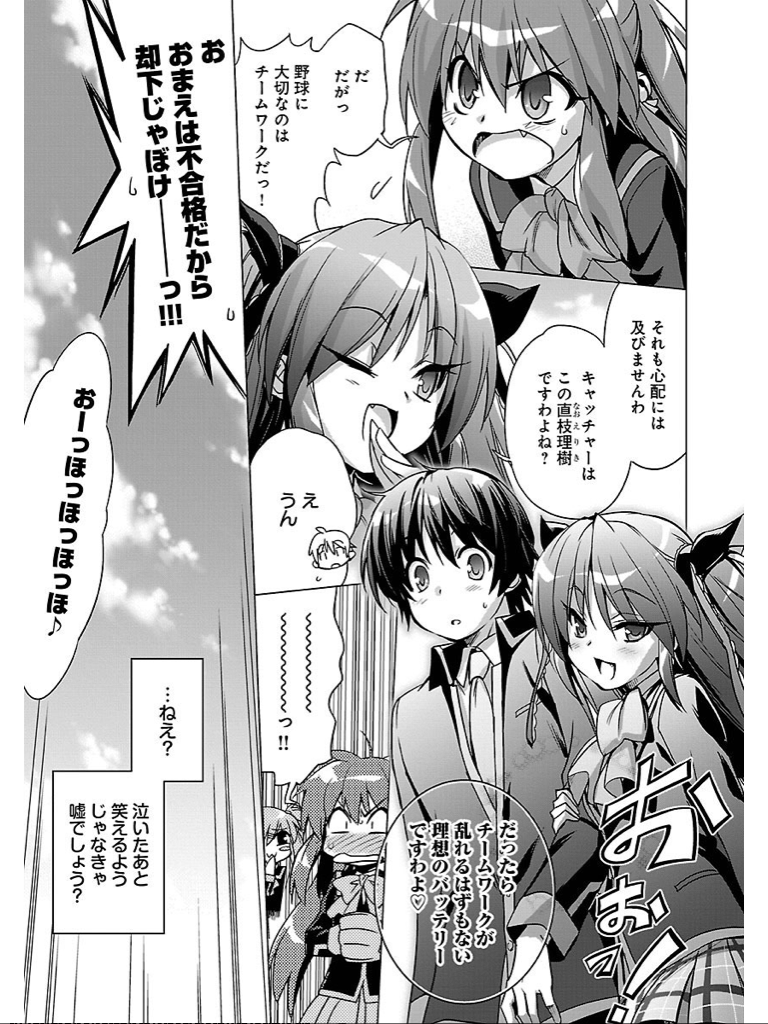 だ
だがっ
野球に
大切なのは
チームワークだっ！
それも心配には
及びませんわ
キャッチャーは
この直枝理樹
なおえりき
ですわよね？
え
うん
おおぉっ！！
だったら
チームワークが
乱れるはずもない
理想のバッテリー
ですわよ♡
〜〜〜〜っ！！
お
おまえは不合格だから
却下じゃぼけ――っ！！！
おーっほっほっほっほ♪
…ねえ？
泣いたあと
笑えるよう
じゃなきゃ
嘘でしょう？